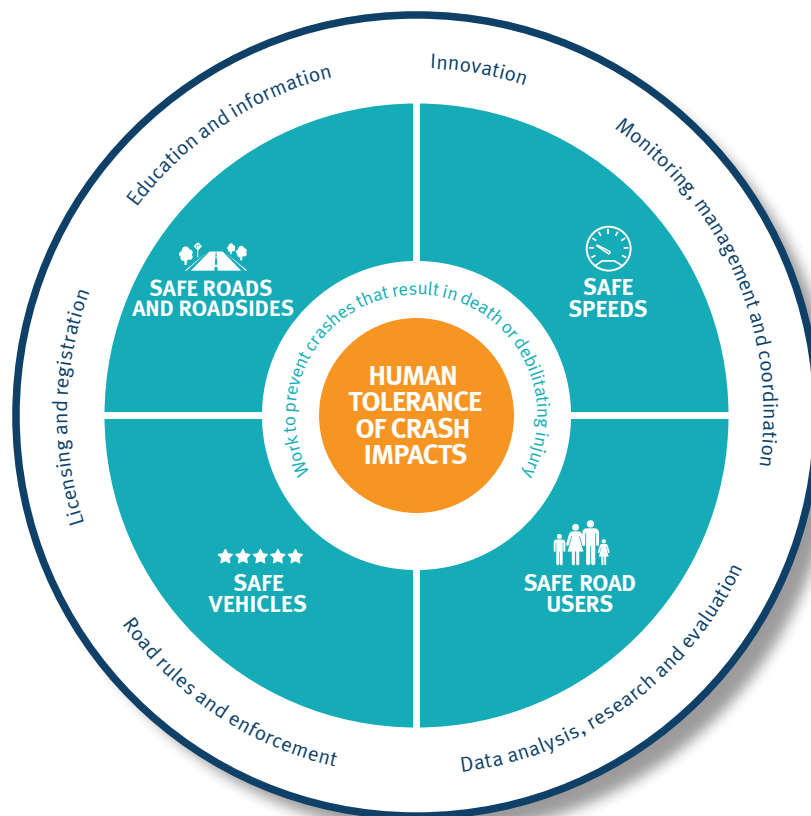 Education and information
Innovation
Monitoring, management and coordination
Licensing and registration
SAFE ROADS
AND ROADSIDES
SAFE
SPEEDS
Work to prevent crashes that result in death or debilitating injury
HUMAN
TOLERANCE
OF CRASH
IMPACTS
SAFE
VEHICLES
SAFE ROAD
USERS
Road rules and enforcement
Data analysis, research and evaluation